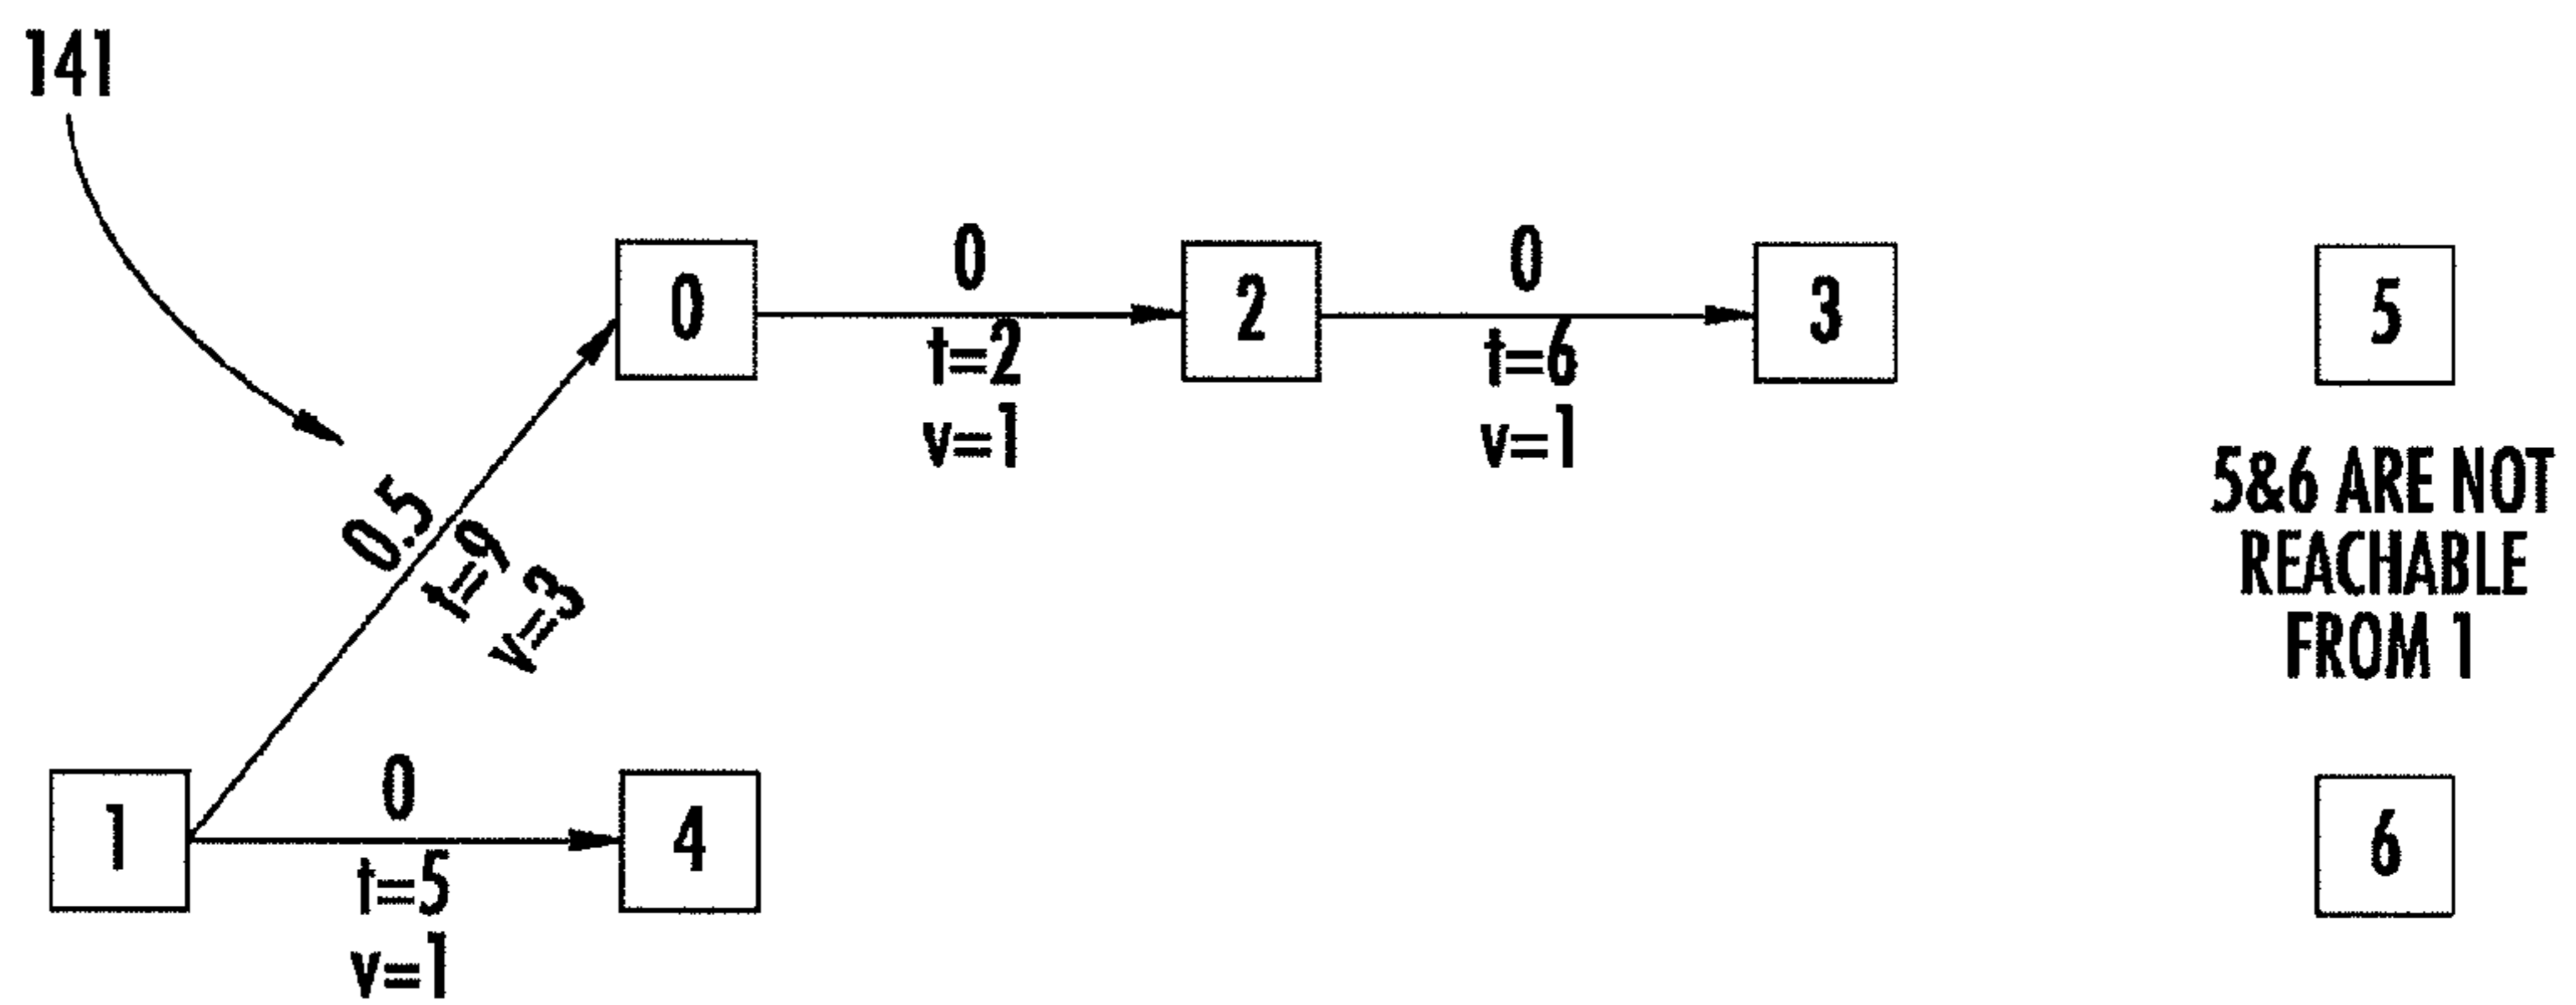 141
0
0
0
2
3
5
t=2
t=6
v=1
v=1
5&6 ARE NOT
REACHABLE
FROM 1
0.5
t=9
v=3
0
1
4
6
t=5
v=1